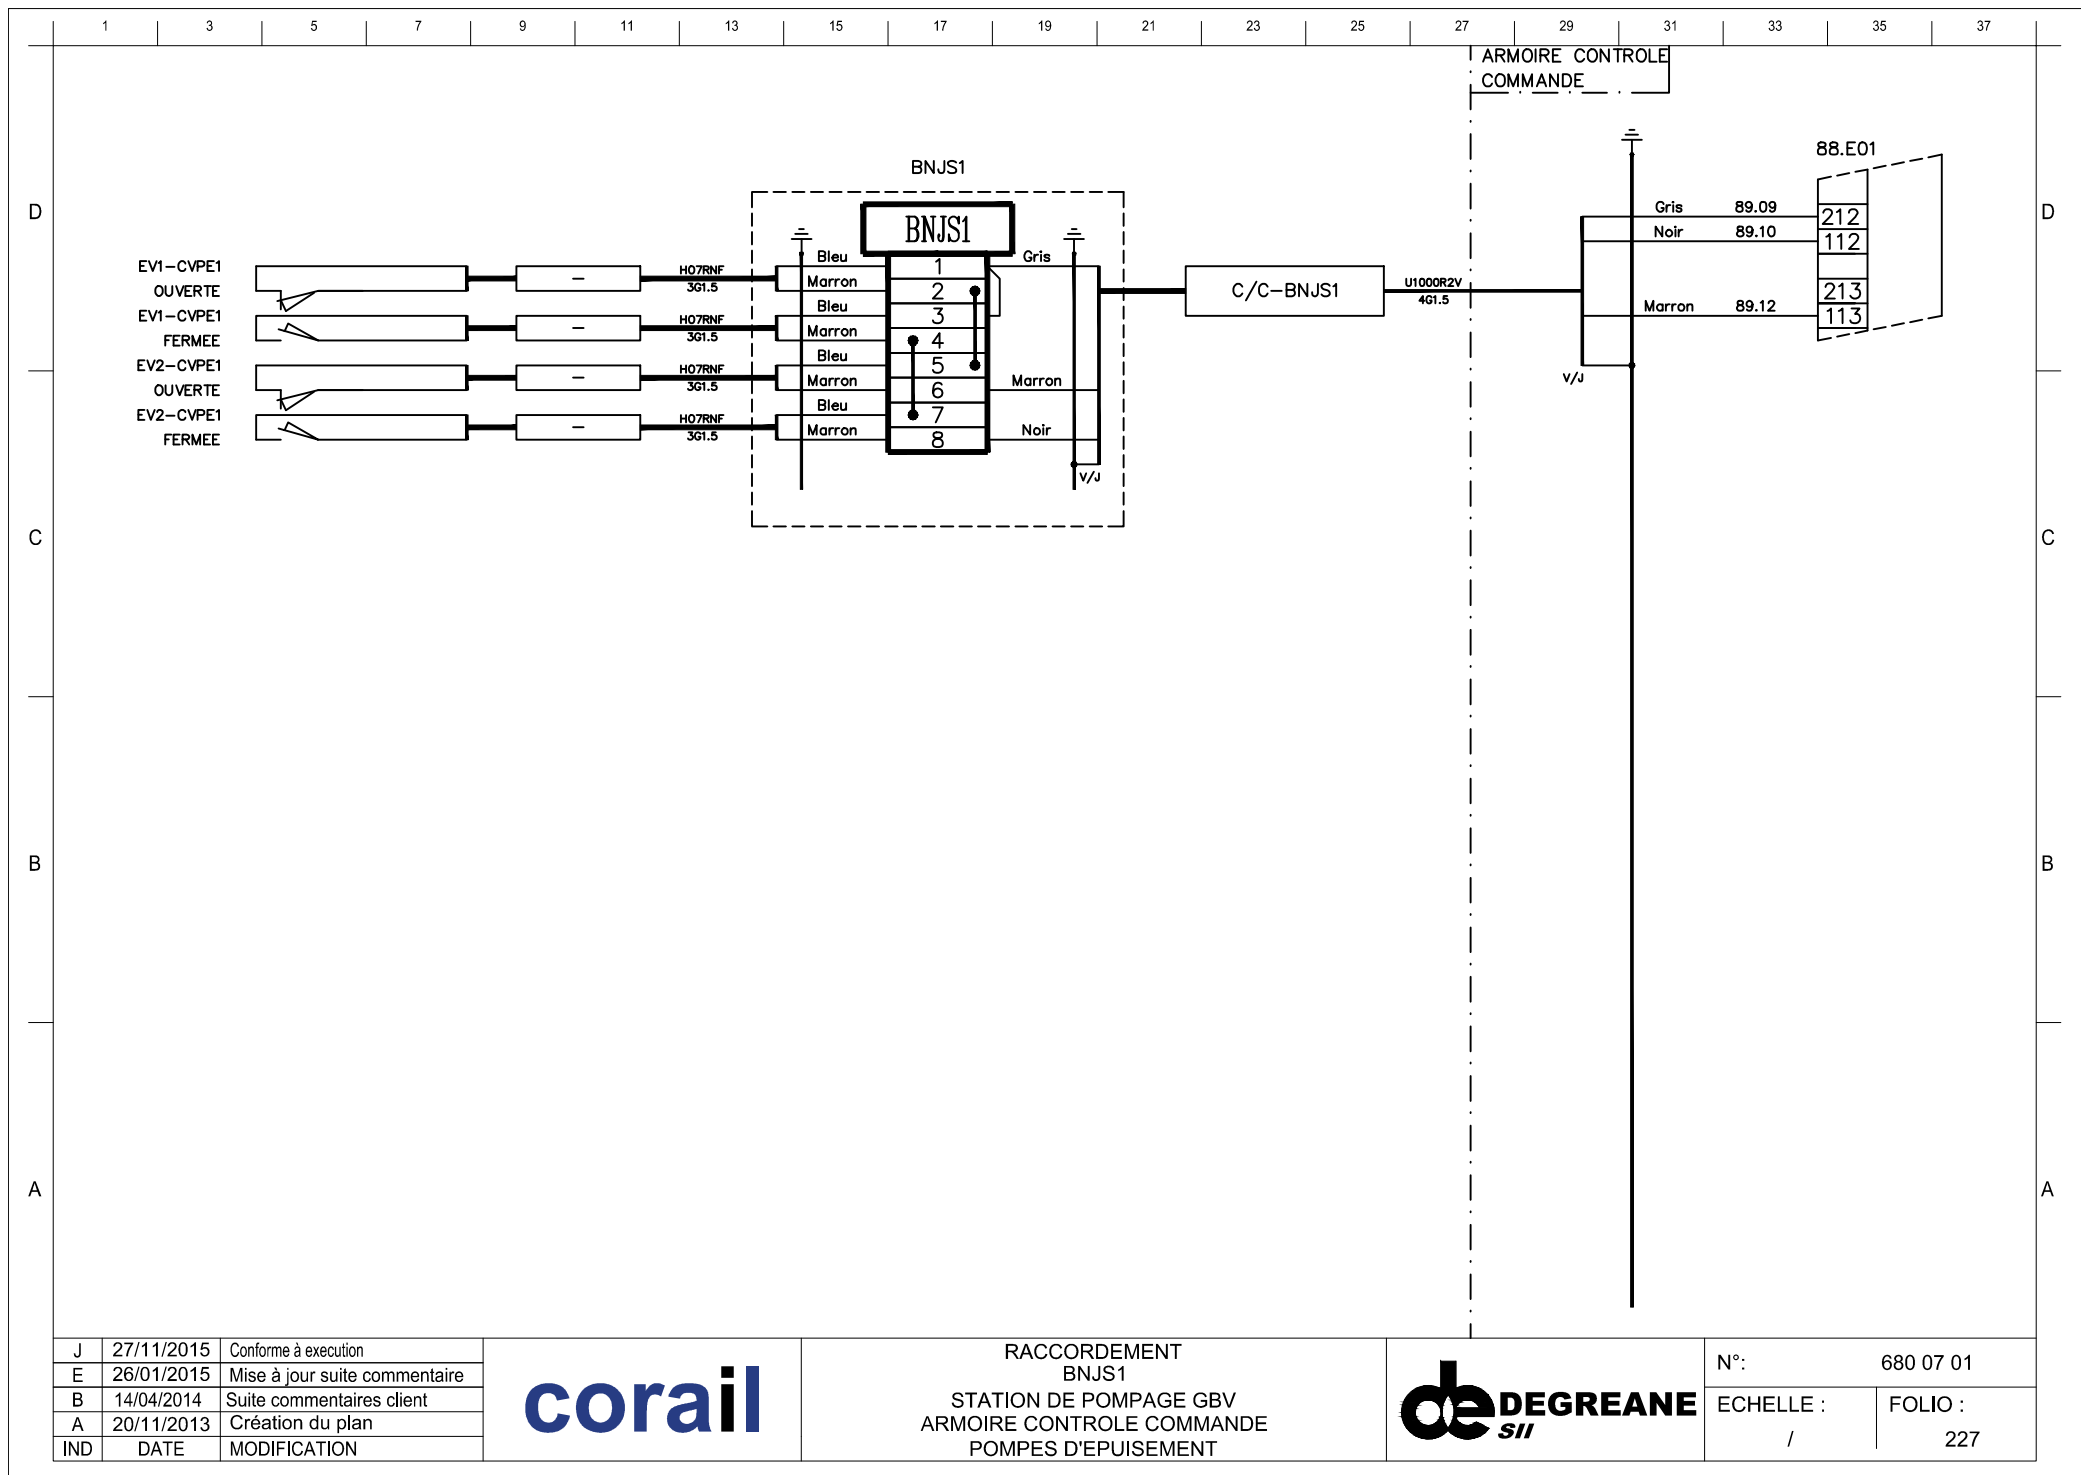 1 3 5 7 9 11 13 15 17 19 21 23 25 27 29 31 33 35 37
ARMOIRE CONTROLE
COMMANDE
88.E01
BNJS1
D
D
BNJS1
Gris 89.09 212
Noir 89.10 112
213
Marron 89.12 113
V/J
EV1-CVPE1
OUVERTE
– H07RNF
3G1.5
Bleu 1 Gris
Marron 2
EV1-CVPE1
FERMEE
– H07RNF
3G1.5
Bleu 3
Marron 4
EV2-CVPE1
OUVERTE
– H07RNF
3G1.5
Bleu 5
Marron 6 Marron
EV2-CVPE1
FERMEE
– H07RNF
3G1.5
Bleu 7
Marron 8 Noir
V/J
C/C-BNJS1
U1000R2V
4G1.5
C
C
B
B
A
A
J 27/11/2015 Conforme à execution
E 26/01/2015 Mise à jour suite commentaire
B 14/04/2014 Suite commentaires client
A 20/11/2013 Création du plan
IND DATE MODIFICATION
corail
RACCORDEMENT
BNJS1
STATION DE POMPAGE GBV
ARMOIRE CONTROLE COMMANDE
POMPES D'EPUISEMENT
de DEGREANE
SII
N°: 680 07 01
ECHELLE :
/
FOLIO :
227